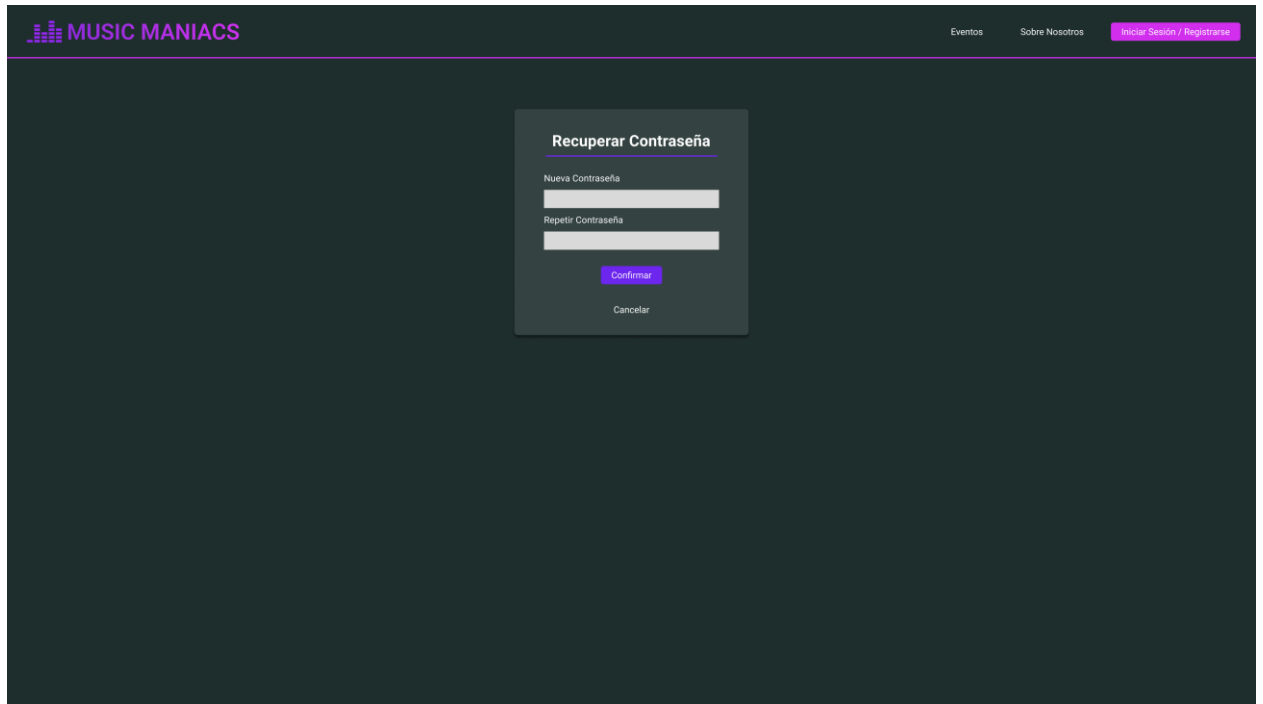 MUSIC MANIACS
Eventos
Sobre Nosotros
Iniciar Sesión / Registrarse
Recuperar Contraseña
Nueva Contraseña
Repetir Contraseña
Confirmar
Cancelar